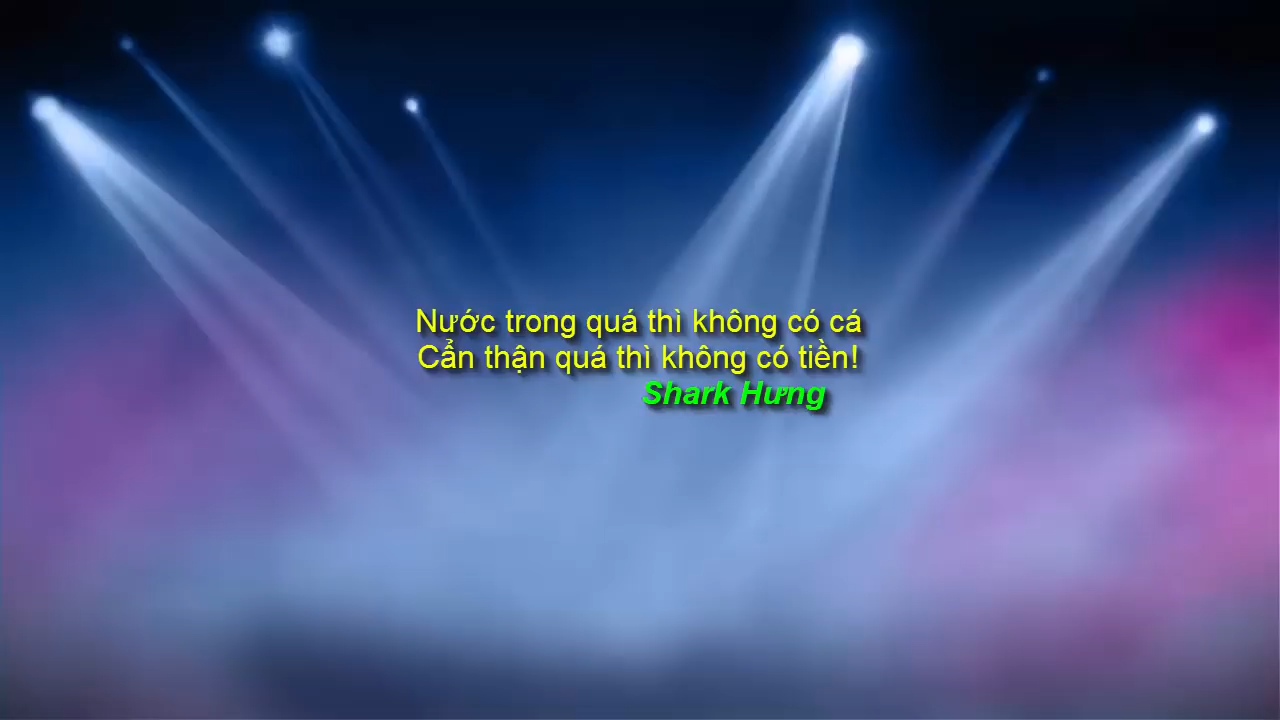 Nước trong quá thì không có cá
Cẩn thận quá thì không có tiền!
Shark Hưng